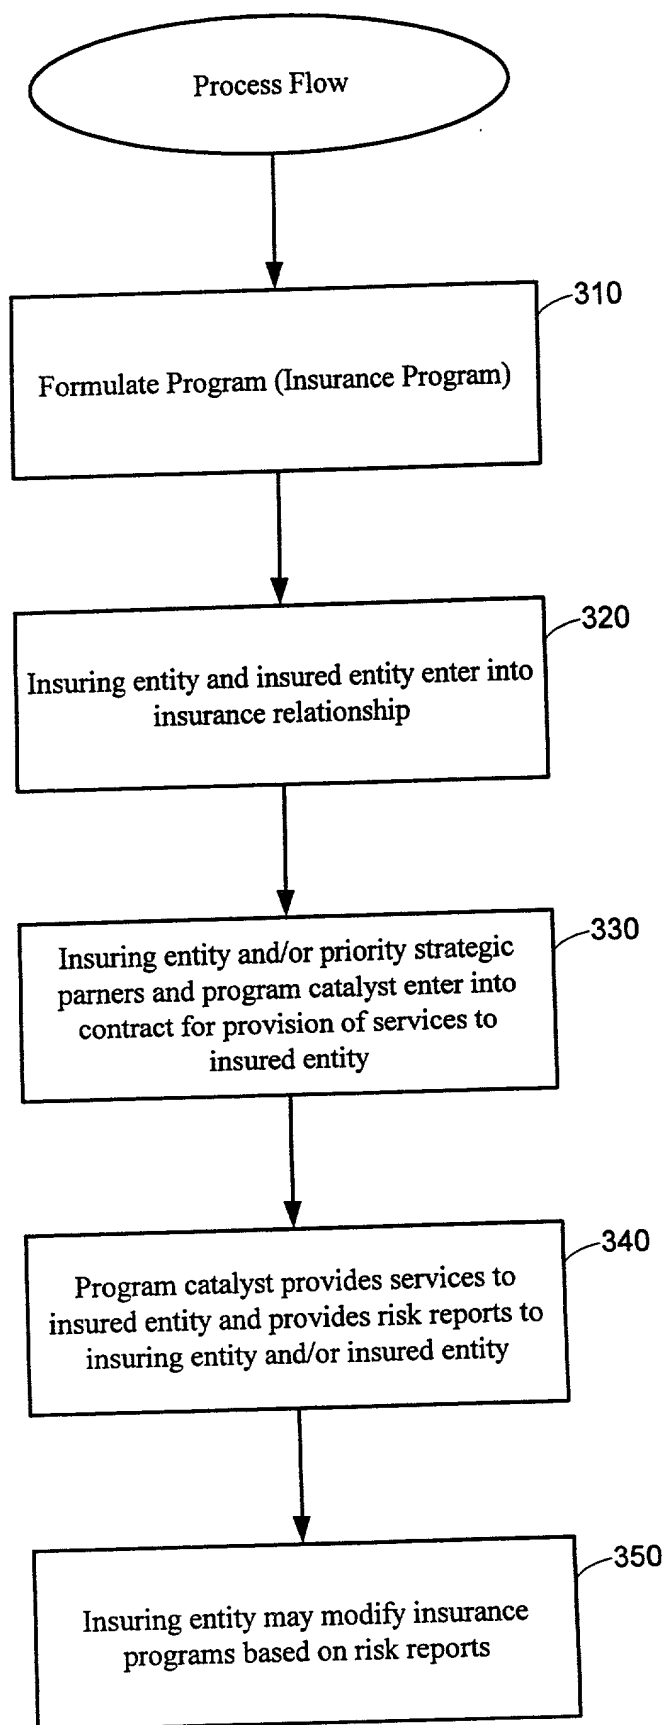 Process Flow
310
Formulate Program (Insurance Program)
320
Insuring entity and insured entity enter into
insurance relationship
330
Insuring entity and/or priority strategic
parners and program catalyst enter into
contract for provision of services to
insured entity
340
Program catalyst provides services to
insured entity and provides risk reports to
insuring entity and/or insured entity
350
Insuring entity may modify insurance
programs based on risk reports